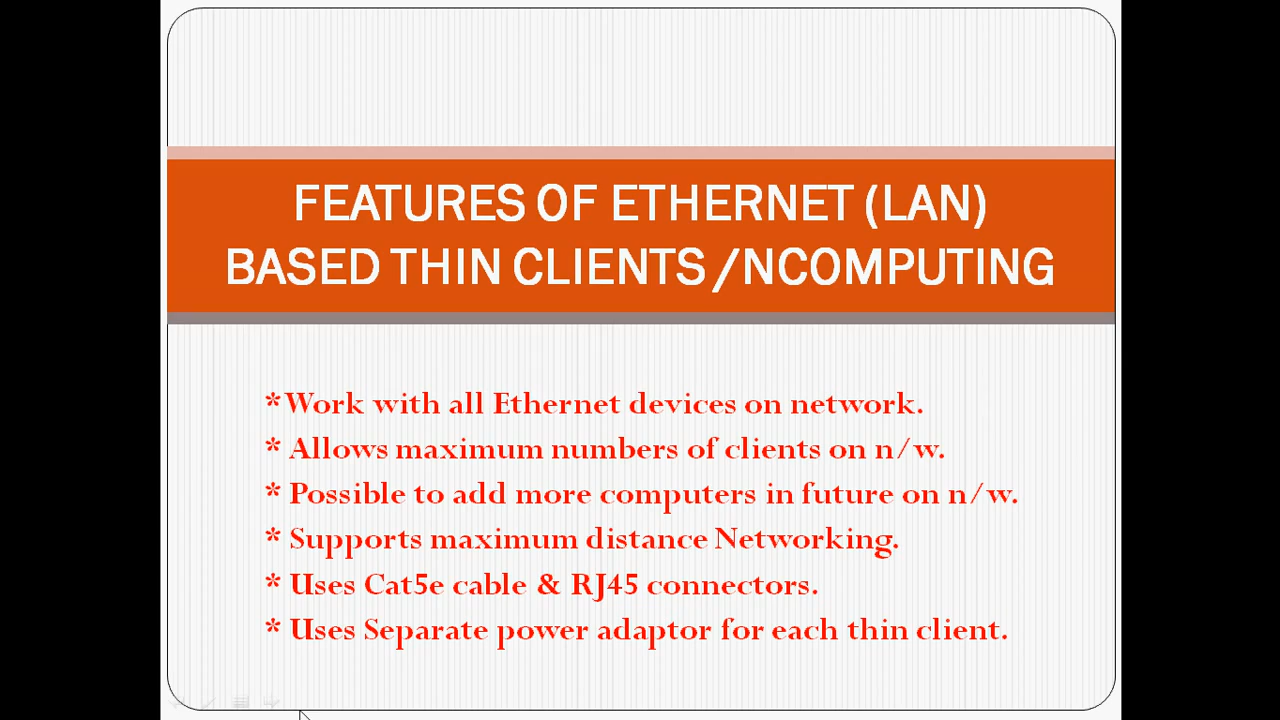 FEATURES OF ETHERNET (LAN)
BASED THIN CLIENTS /NCOMPUTING
*Work with all Ethernet devices on network.
* Allows maximum numbers of clients on n/w.
* Possible to add more computers in future on n/w.
* Supports maximum distance Networking.
* Uses Cat5e cable & RJ45 connectors.
* Uses Separate power adaptor for each thin client.